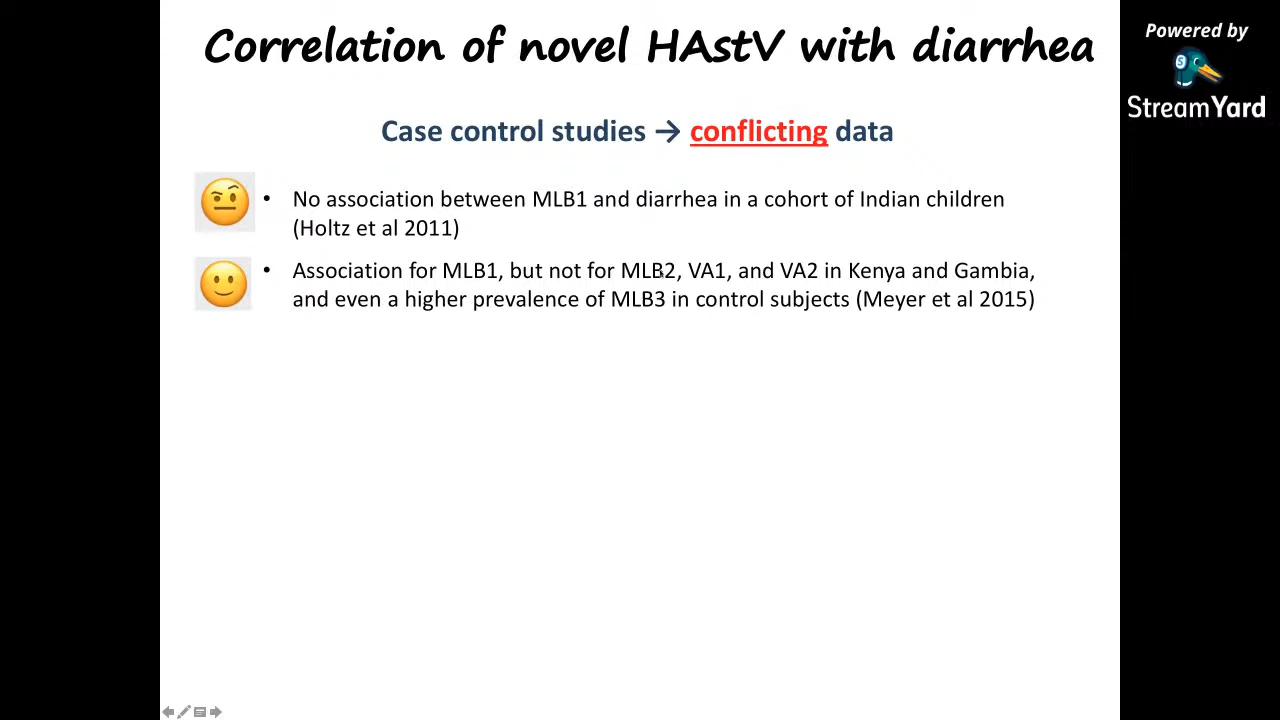 Correlation of novel HAstV with diarrhea
Powered by
StreamYard
Case control studies → conflicting data
• No association between MLB1 and diarrhea in a cohort of Indian children
(Holtz et al 2011)
• Association for MLB1, but not for MLB2, VA1, and VA2 in Kenya and Gambia,
and even a higher prevalence of MLB3 in control subjects (Meyer et al 2015)